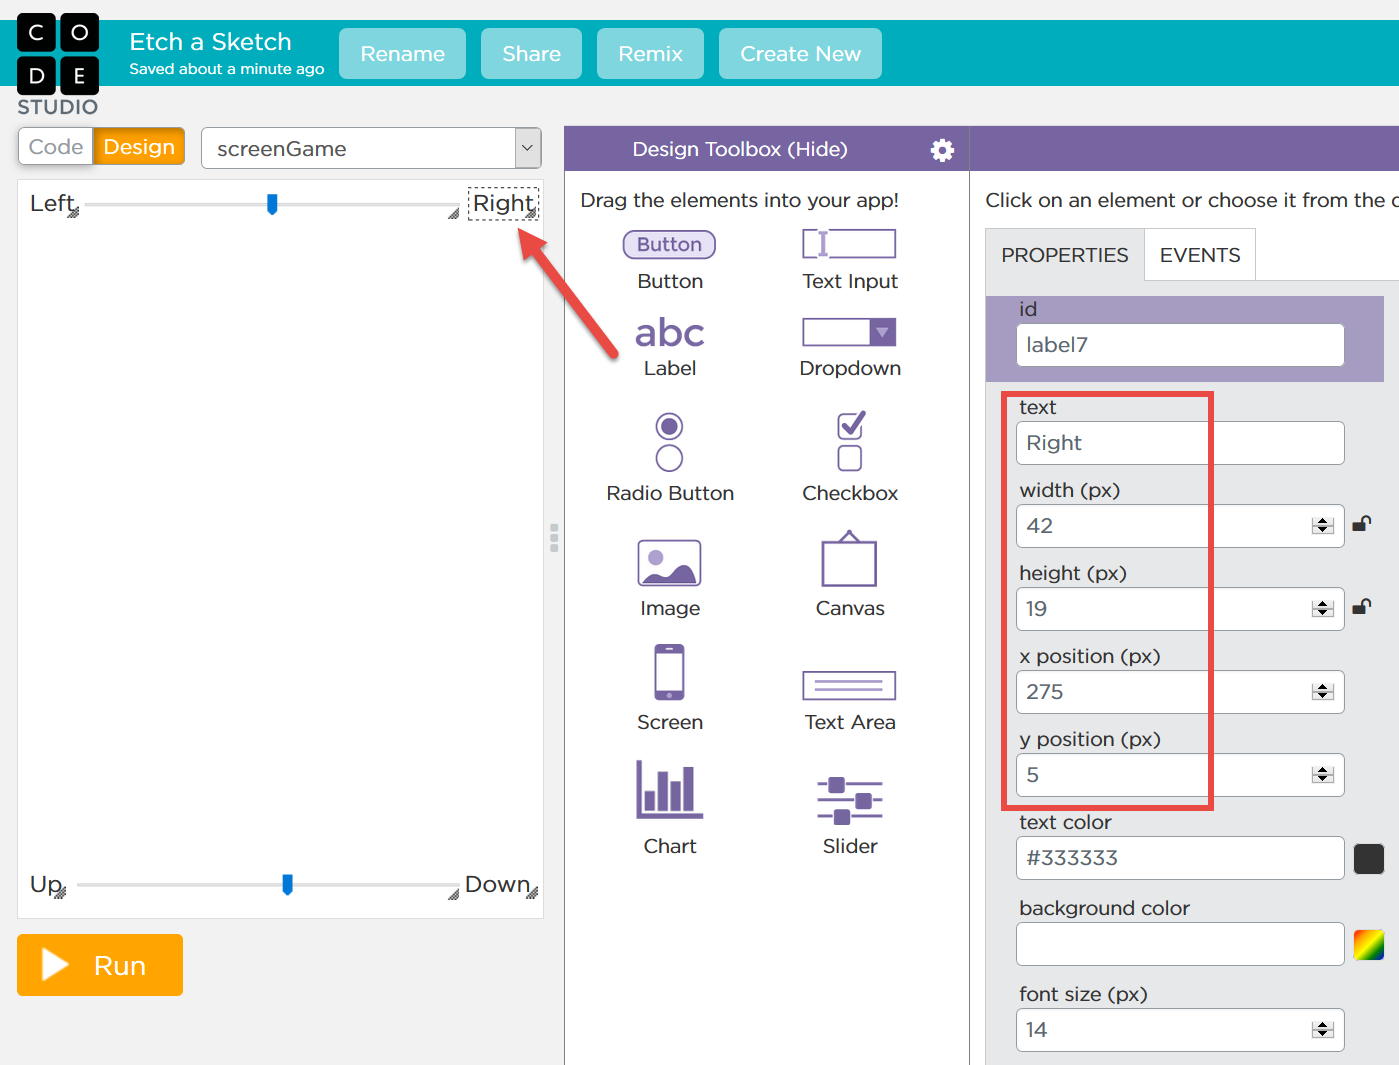 C O
D E
STUDIO
Etch a Sketch
Saved about a minute ago
Rename
Share
Remix
Create New
Code
Design
screenGame
Left
Right
Up
Down
Run
Design Toolbox (Hide)
Drag the elements into your app!
Button
Button
Text Input
abc
Label
Dropdown
Radio Button
Checkbox
Image
Canvas
Screen
Text Area
Chart
Slider
Click on an element or choose it from the
PROPERTIES
EVENTS
id
label7
text
Right
width (px)
42
height (px)
19
x position (px)
275
y position (px)
5
text color
#333333
background color
font size (px)
14